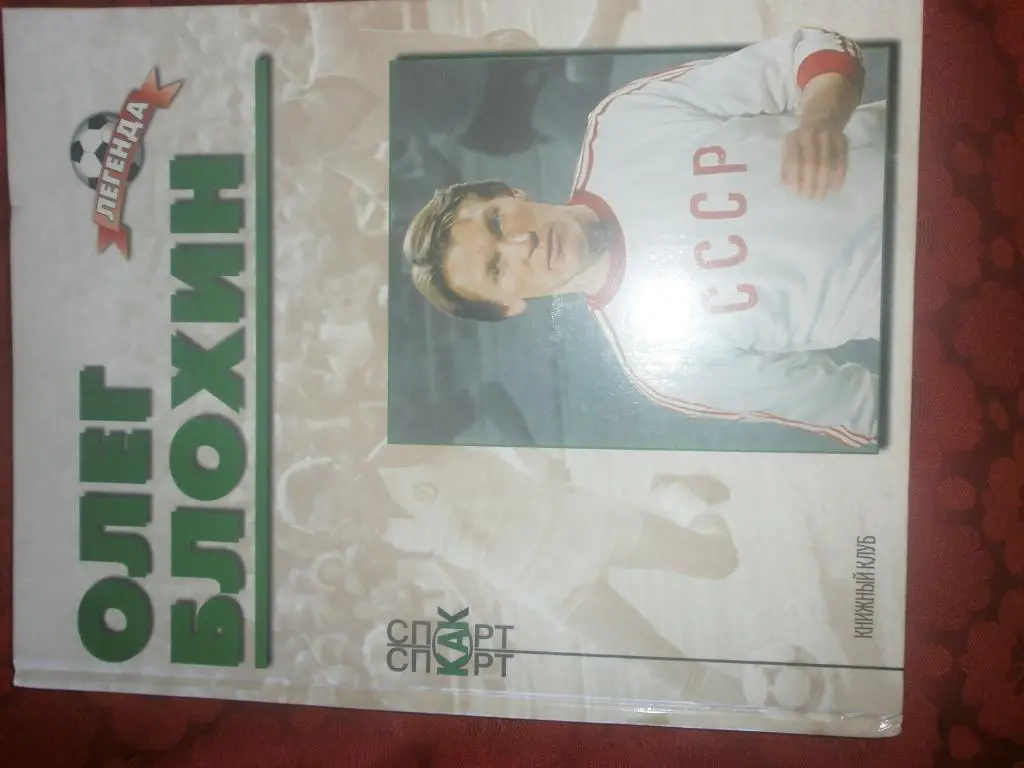 ЛЕГЕНДА
ОЛЕГ
БЛОХИН
СССР
СПОРТ
КАК
СПОРТ
КНИЖНЫЙ КЛУБ